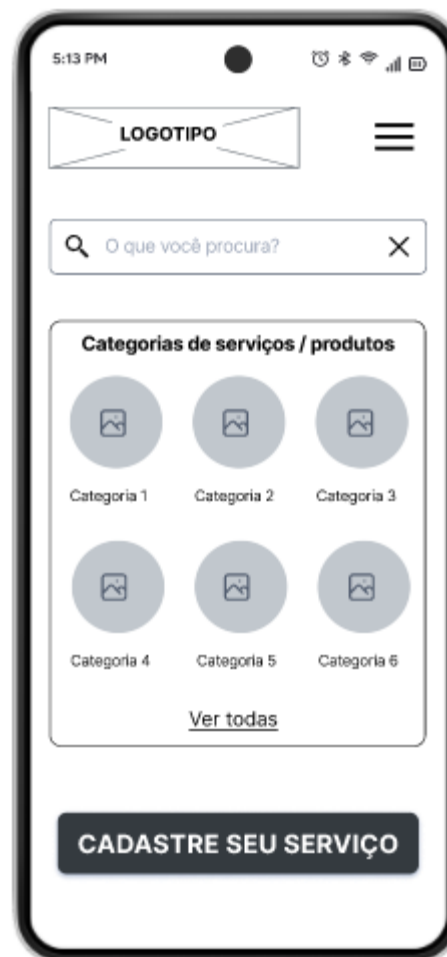 5:13 PM
LOGOTIPO
O que você procura?
Categorias de serviços / produtos
Categoria 1 Categoria 2 Categoria 3
Categoria 4 Categoria 5 Categoria 6
Ver todas
CADASTRE SEU SERVIÇO